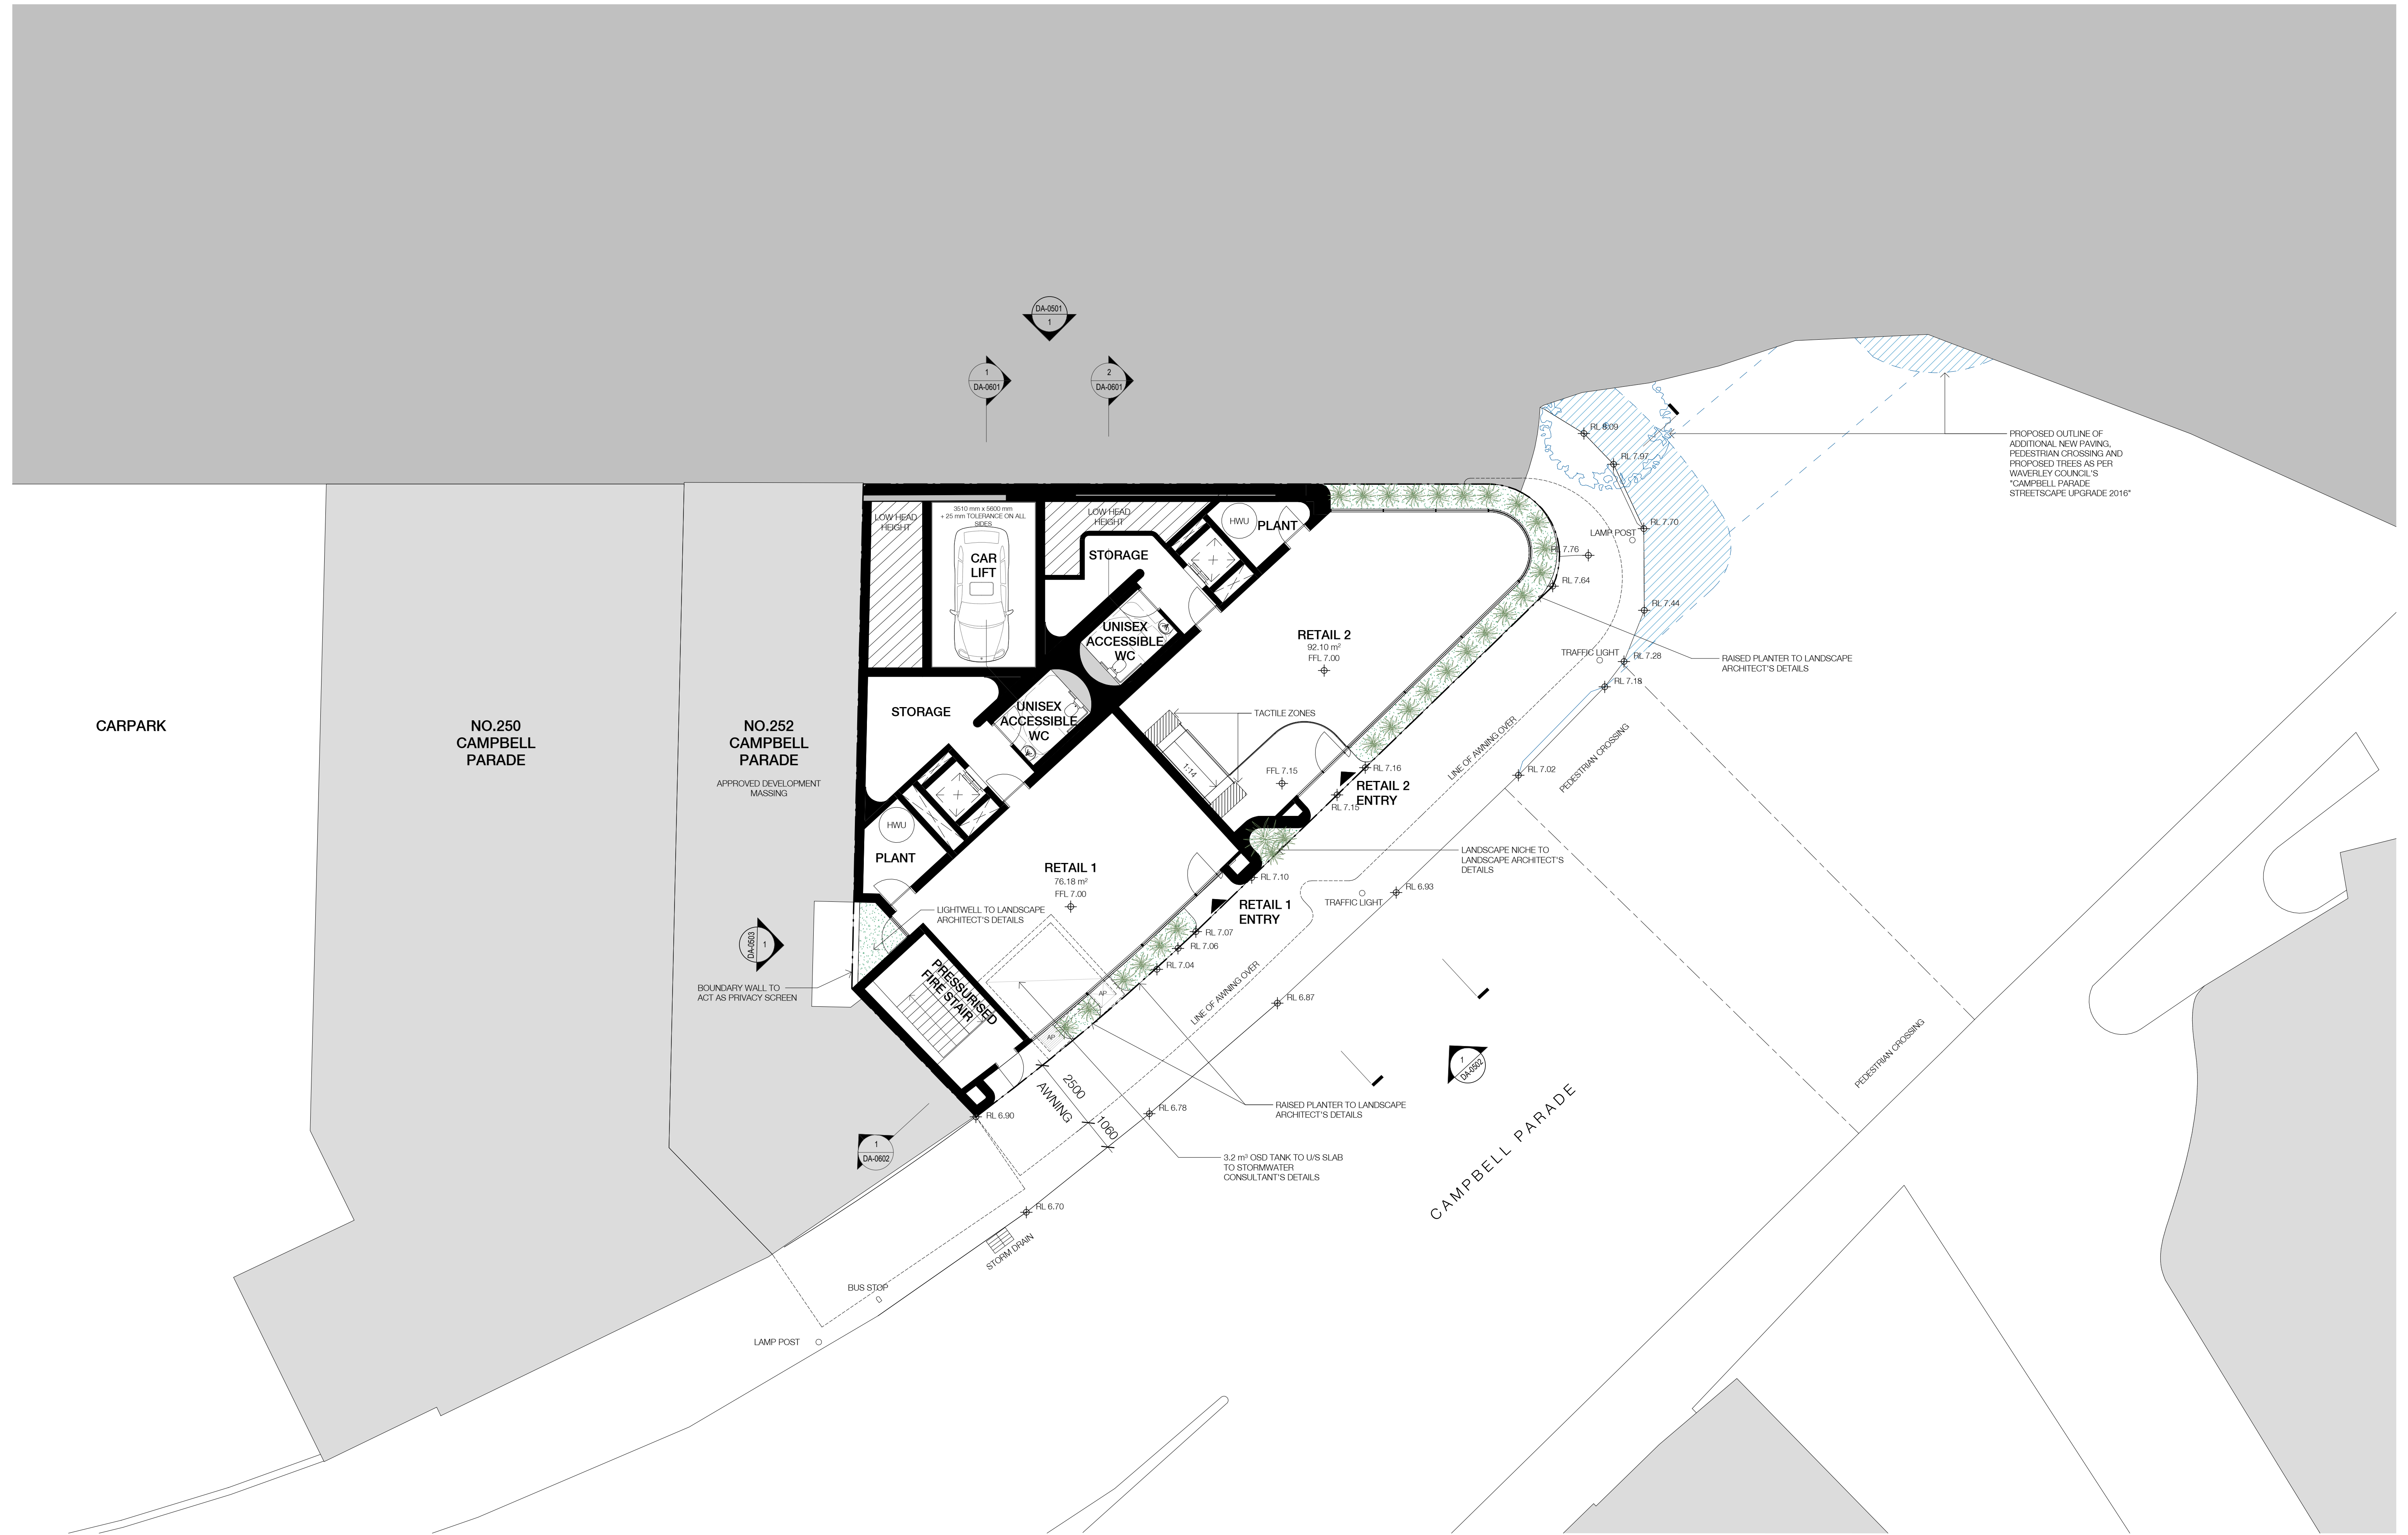 DA-0501
1
1
DA-0601
2
DA-0601
RL 8.09
PROPOSED OUTLINE OF
ADDITIONAL NEW PAVING,
PEDESTRIAN CROSSING AND
PROPOSED TREES AS PER
WAVERLEY COUNCIL'S
"CAMPBELL PARADE
STREETSCAPE UPGRADE 2016"
RL 7.97
LOW HEAD
HEIGHT
3510 mm x 5600 mm
+ 25 mm TOLERANCE ON ALL
SIDES
LOW HEAD
HEIGHT
HWU
PLANT
RL 7.70
LAMP POST
RL 7.76
CAR
LIFT
STORAGE
RL 7.64
RL 7.44
UNISEX
ACCESSIBLE
WC
RETAIL 2
92.10 m²
FFL 7.00
TRAFFIC LIGHT
RL 7.28
RL 7.18
RAISED PLANTER TO LANDSCAPE
ARCHITECT'S DETAILS
CARPARK
NO.250
CAMPBELL
PARADE
NO.252
CAMPBELL
PARADE
APPROVED DEVELOPMENT
MASSING
STORAGE
UNISEX
ACCESSIBLE
WC
TACTILE ZONES
1:14
FFL 7.15
LINE OF AWNING OVER
PEDESTRIAN CROSSING
RL 7.16
RL 7.02
RETAIL 2
ENTRY
RL 7.15
HWU
PLANT
RETAIL 1
76.18 m²
FFL 7.00
LANDSCAPE NICHE TO
LANDSCAPE ARCHITECT'S
DETAILS
RL 7.10
RL 6.93
TRAFFIC LIGHT
RETAIL 1
ENTRY
LIGHTWELL TO LANDSCAPE
ARCHITECT'S DETAILS
RL 7.07
RL 7.06
RL 7.04
DA-0503
1
BOUNDARY WALL TO
ACT AS PRIVACY SCREEN
PRESSURISED
FIRE STAIR
AP
AP
LINE OF AWNING OVER
RL 6.87
1
DA-0502
PEDESTRIAN CROSSING
2500
AWNING
1060
RL 6.90
RL 6.78
RAISED PLANTER TO LANDSCAPE
ARCHITECT'S DETAILS
CAMPBELL PARADE
1
DA-0602
3.2 m³ OSD TANK TO U/S SLAB
TO STORMWATER
CONSULTANT'S DETAILS
RL 6.70
STORM DRAIN
BUS STOP
LAMP POST